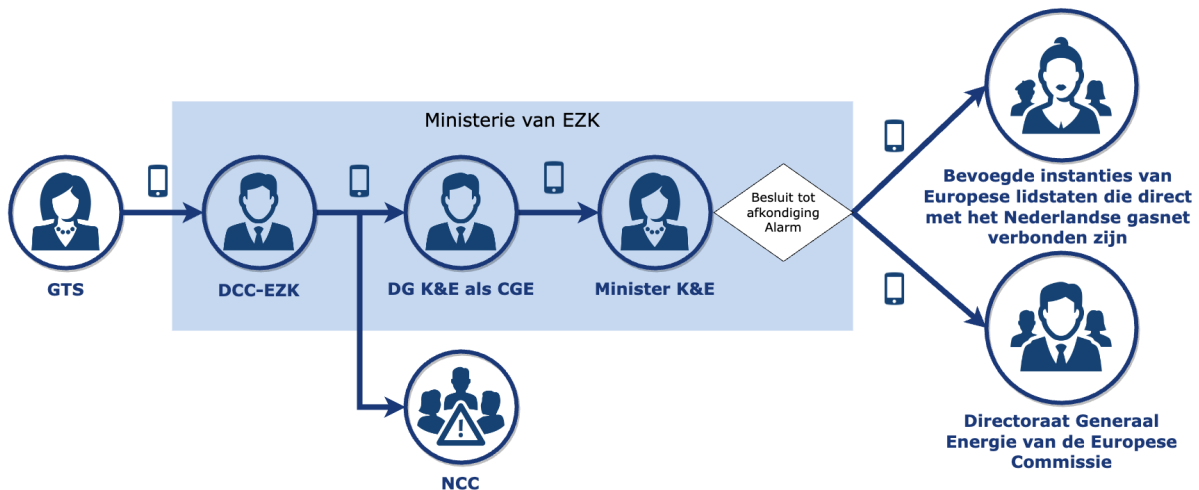 Ministerie van EZK
GTS
DCC-EZK
DG K&E als CGE
Minister K&E
Besluit tot
afkondiging
Alarm
NCC
Bevoegde instanties van
Europese lidstaten die direct
met het Nederlandse gasnet
verbonden zijn
Directoraat Generaal
Energie van de Europese
Commissie